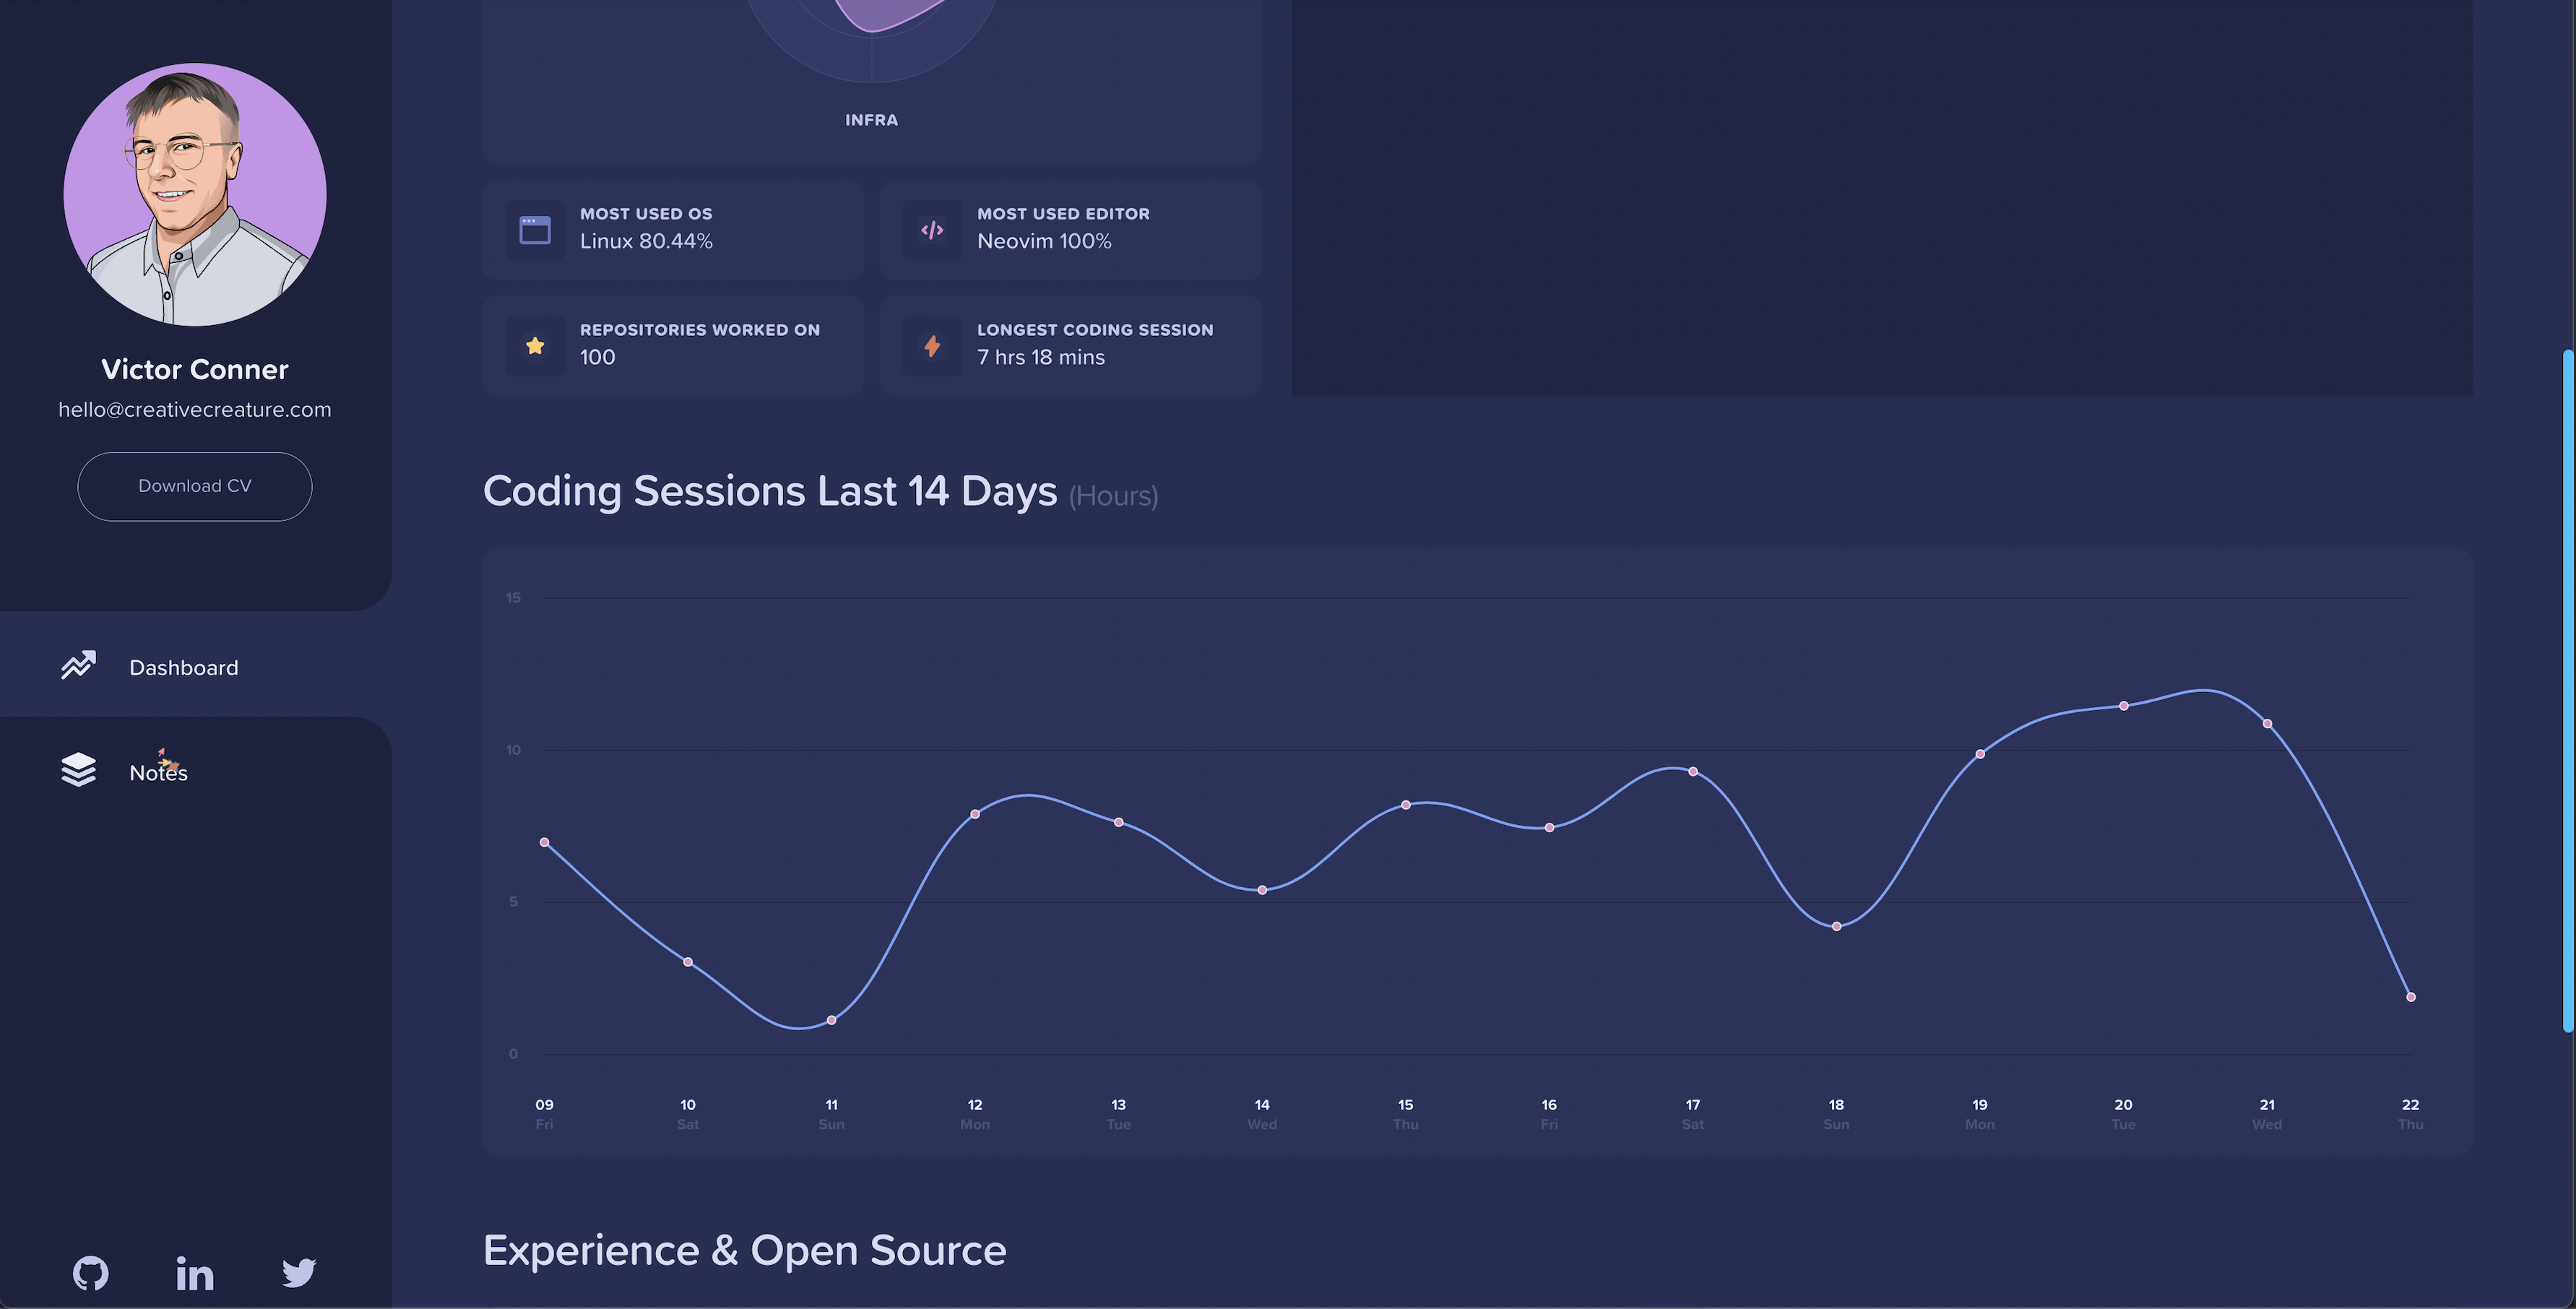 Victor Conner
hello@creativecreature.com
Download CV
Dashboard
Notes
INFRA
MOST USED OS
Linux 80.44%
MOST USED EDITOR
Neovim 100%
REPOSITORIES WORKED ON
100
LONGEST CODING SESSION
7 hrs 18 mins
Coding Sessions Last 14 Days (Hours)
15
10
5
0
09 10 11 12 13 14 15 16 17 18 19 20 21 22
Fri Sat Sun Mon Tue Wed Thu Fri Sat Sun Mon Tue Wed Thu
Experience & Open Source